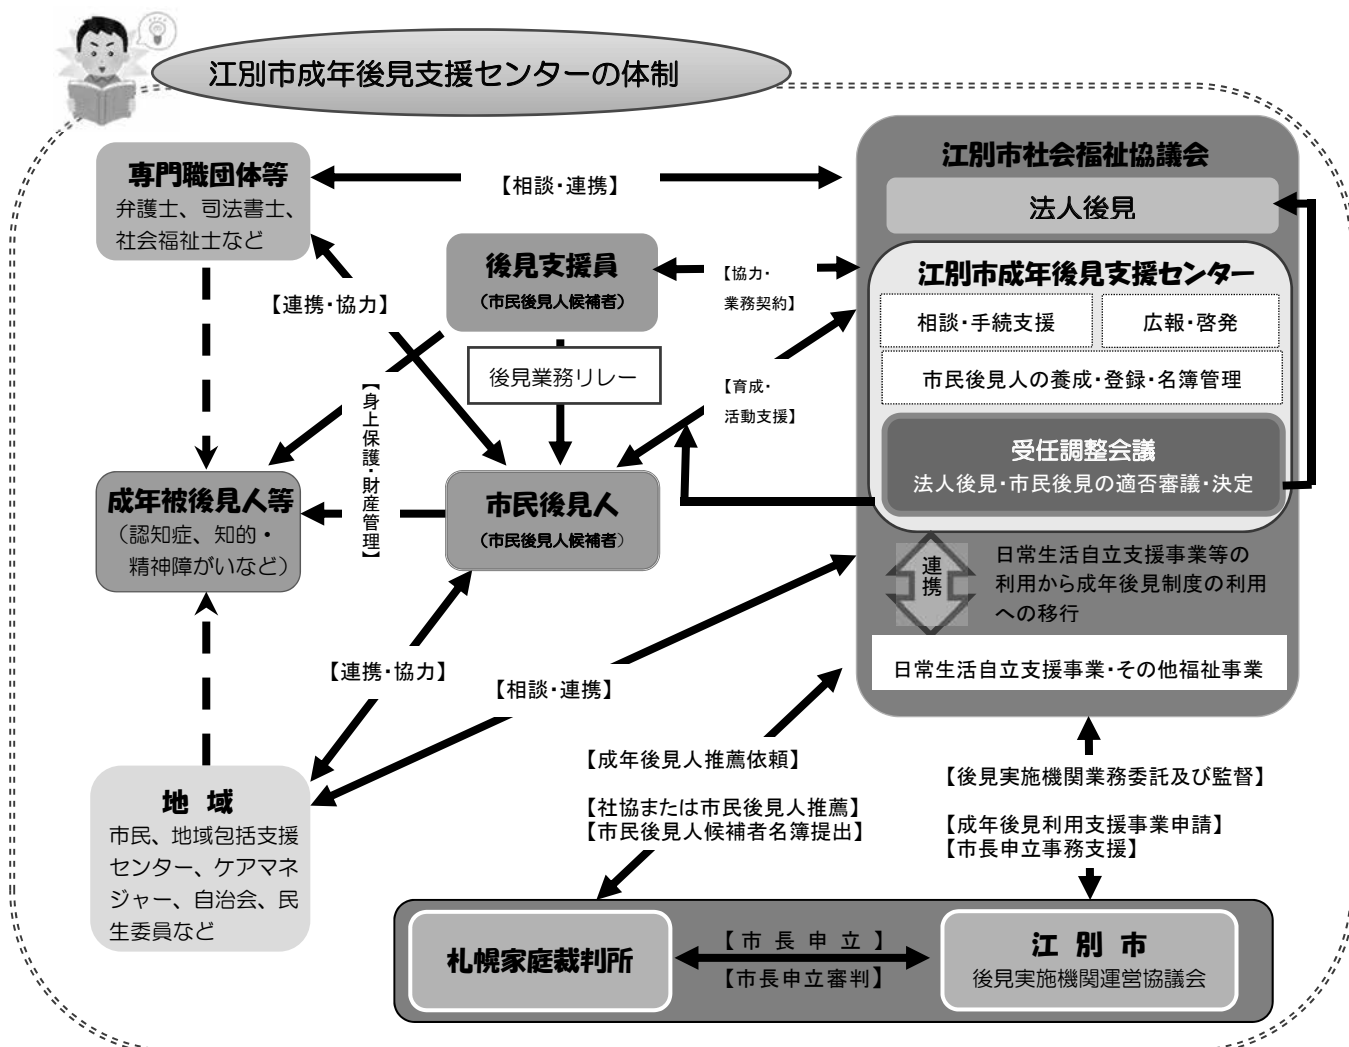 江別市成年後見支援センターの体制
専門職団体等
弁護士、司法書士、
社会福祉士など
【相談・連携】
江別市社会福祉協議会
法人後見
後見支援員
（市民後見人候補者）
【協力・
業務契約】
江別市成年後見支援センター
相談・手続支援
広報・啓発
市民後見人の養成・登録・名簿管理
受任調整会議
法人後見・市民後見の適否審議・決定
【連携・協力】
後見業務リレー
【育成・
活動支援】
【身上保護・財産管理】
成年被後見人等
（認知症、知的・
精神障がいなど）
市民後見人
（市民後見人候補者）
連携
日常生活自立支援事業等の
利用から成年後見制度の利用
への移行
日常生活自立支援事業・その他福祉事業
【連携・協力】
【相談・連携】
地 域
市民、地域包括支援
センター、ケアマネ
ジャー、自治会、民
生委員など
【成年後見人推薦依頼】
【社協または市民後見人推薦】
【市民後見人候補者名簿提出】
【後見実施機関業務委託及び監督】
【成年後見利用支援事業申請】
【市長申立事務支援】
札幌家庭裁判所
【 市 長 申 立 】
【市長申立審判】
江 別 市
後見実施機関運営協議会